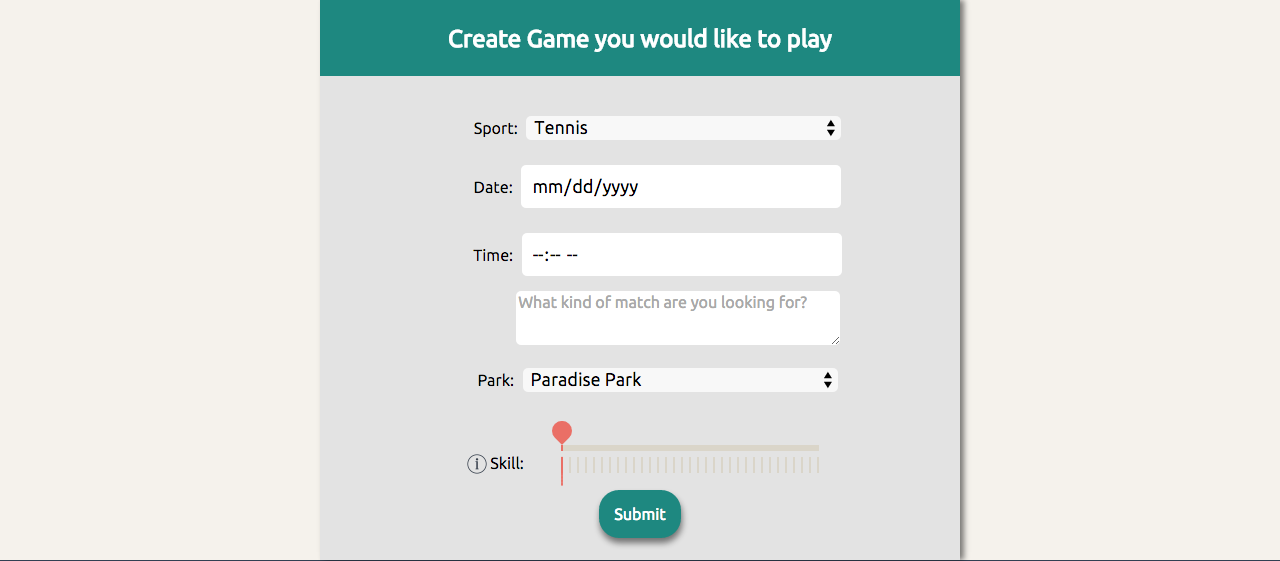 Create Game you would like to play
Sport: Tennis
Date: mm/dd/yyyy
Time: --:-- --
What kind of match are you looking for?
Park: Paradise Park
i Skill:
Submit